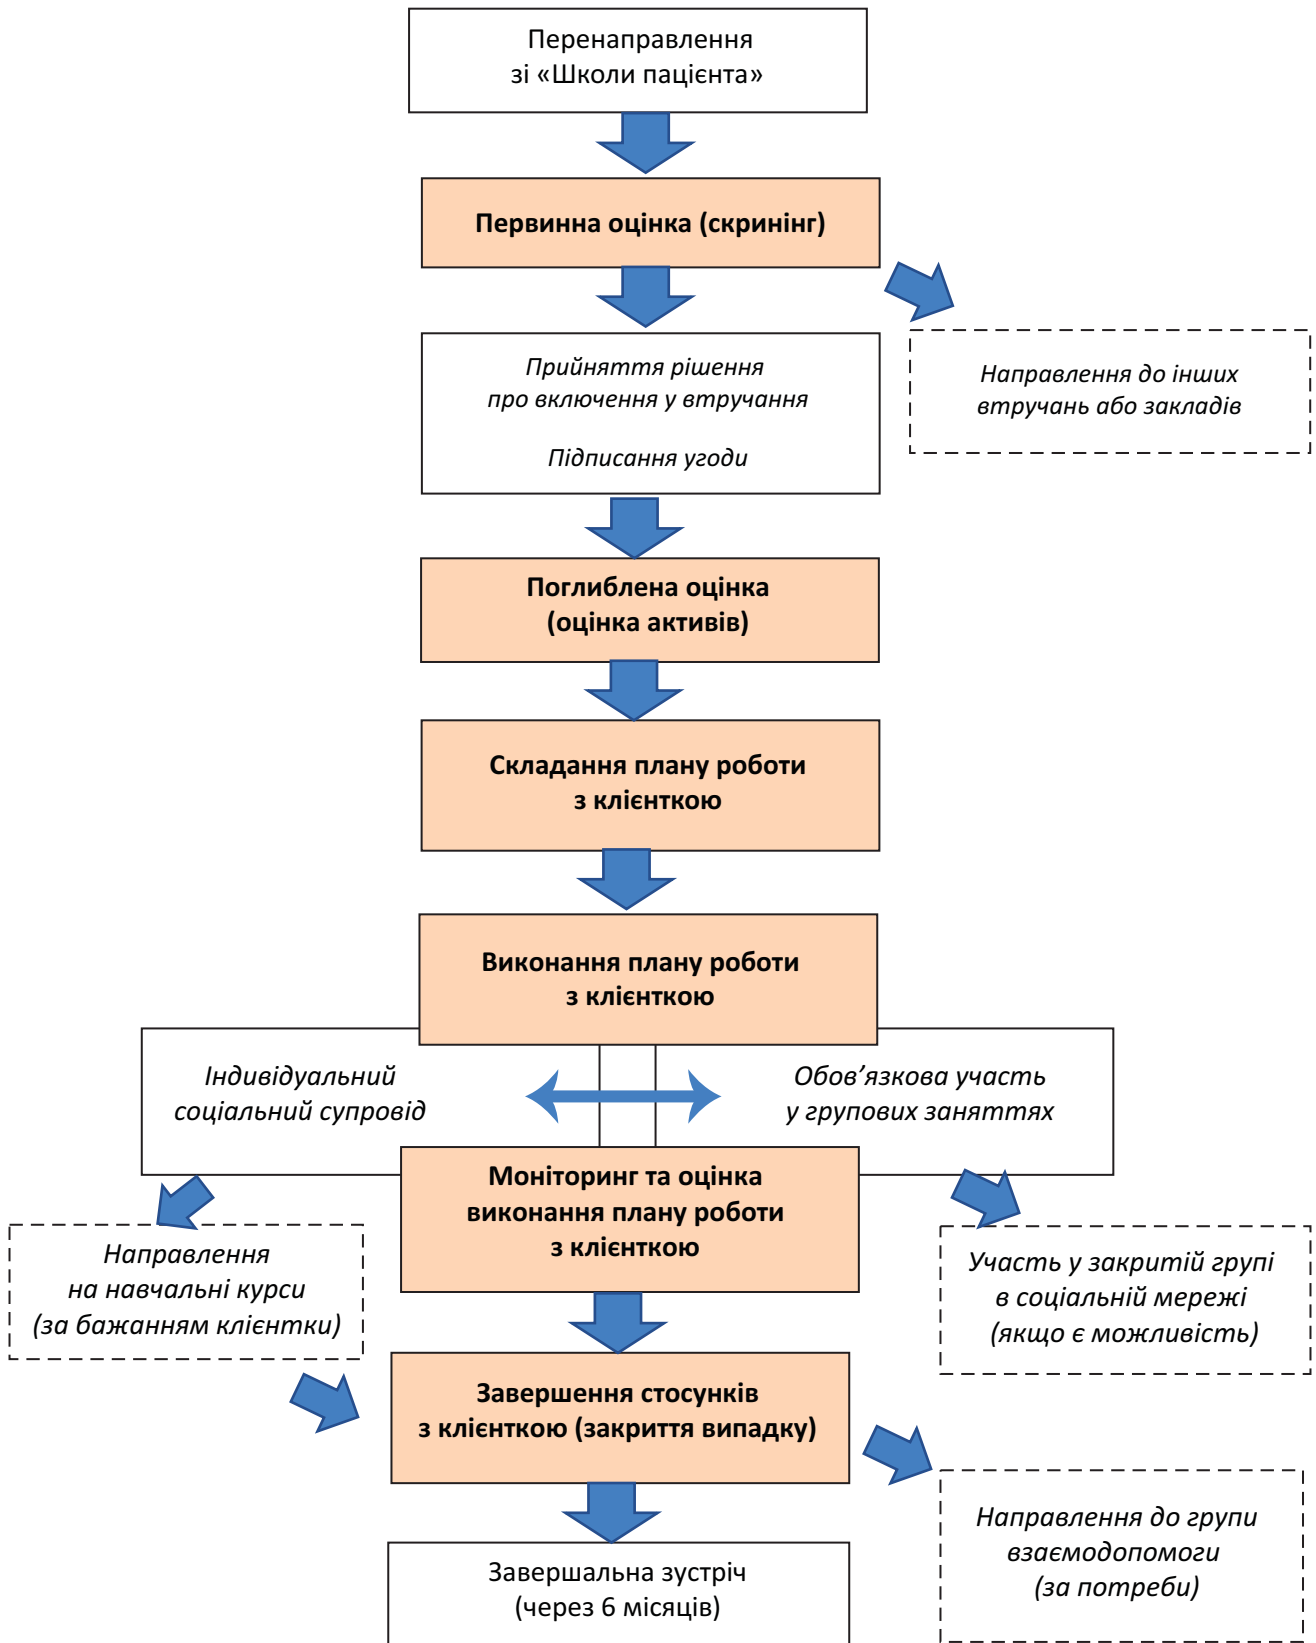 Перенаправлення
зі «Школи пацієнта»
Первинна оцінка (скринінг)
Прийняття рішення
про включення у втручання
Підписання угоди
Направлення до інших
втручань або закладів
Поглиблена оцінка
(оцінка активів)
Складання плану роботи
з клієнткою
Виконання плану роботи
з клієнткою
Індивідуальний
соціальний супровід
Обов’язкова участь
у групових заняттях
Моніторинг та оцінка
виконання плану роботи
з клієнткою
Направлення
на навчальні курси
(за бажанням клієнтки)
Участь у закритій групі
в соціальній мережі
(якщо є можливість)
Завершення стосунків
з клієнткою (закриття випадку)
Направлення до групи
взаємодопомоги
(за потреби)
Завершальна зустріч
(через 6 місяців)